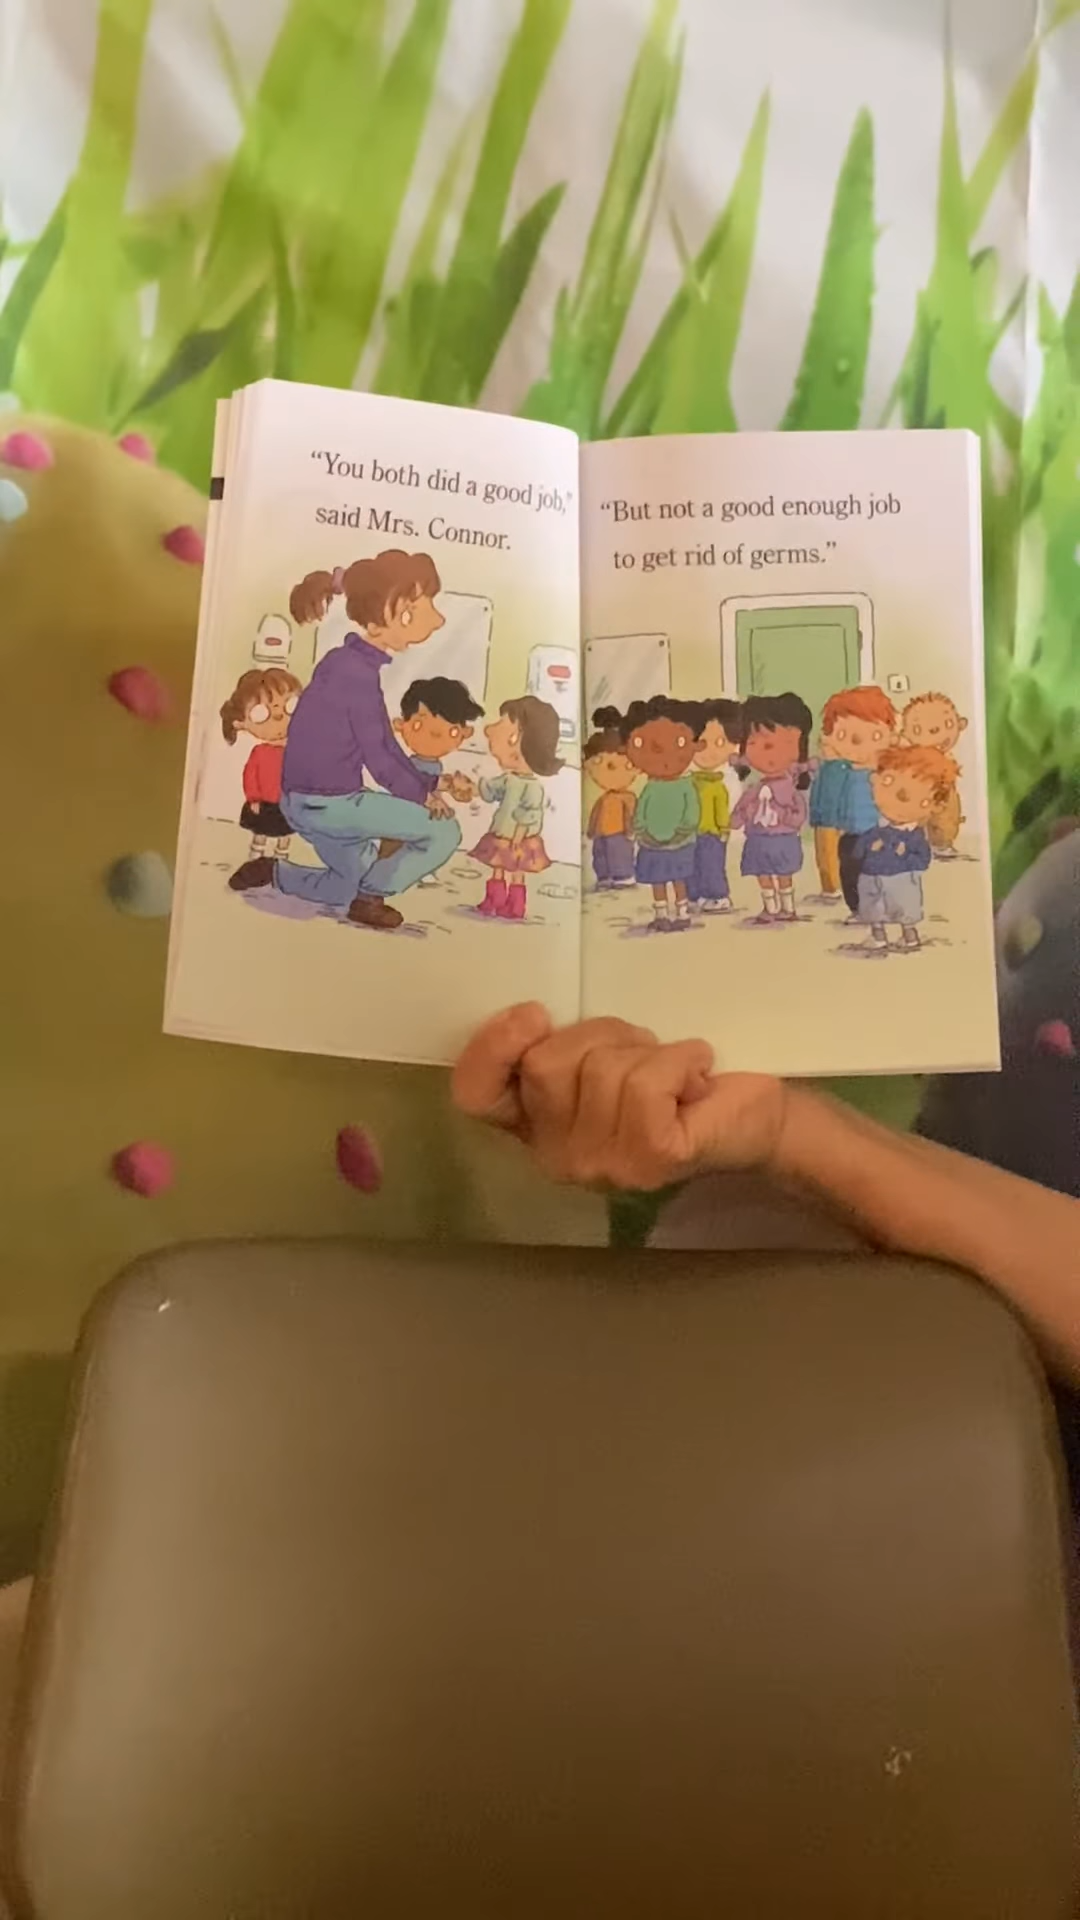 “You both did a good job,”
said Mrs. Connor.
“But not a good enough job
to get rid of germs.”